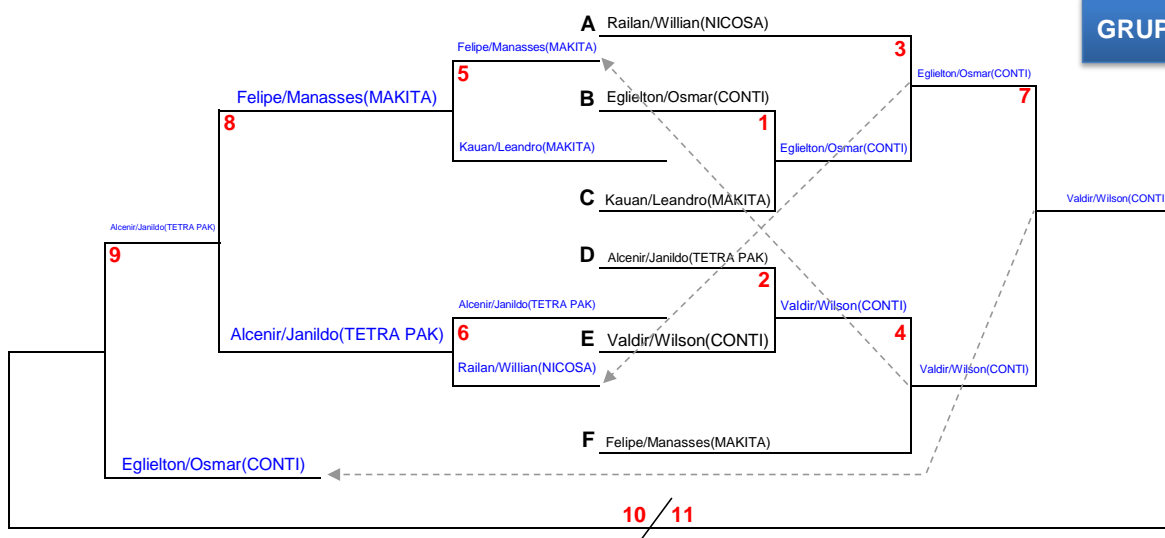 A Railan/Willian(NICOSA)
GRUP
3
Felipe/Manasses(MAKITA)
5
Eglielton/Osmar(CONTI)
7
Felipe/Manasses(MAKITA)
B Eglielton/Osmar(CONTI)
8
1
Kauan/Leandro(MAKITA)
Eglielton/Osmar(CONTI)
C Kauan/Leandro(MAKITA)
Valdir/Wilson(CONTI
Alcenir/Janildo(TETRA PAK)
9
D Alcenir/Janildo(TETRA PAK)
2
Alcenir/Janildo(TETRA PAK)
Valdir/Wilson(CONTI)
Alcenir/Janildo(TETRA PAK)
6
E Valdir/Wilson(CONTI)
4
Railan/Willian(NICOSA)
Valdir/Wilson(CONTI)
F Felipe/Manasses(MAKITA)
Eglielton/Osmar(CONTI)
10 / 11